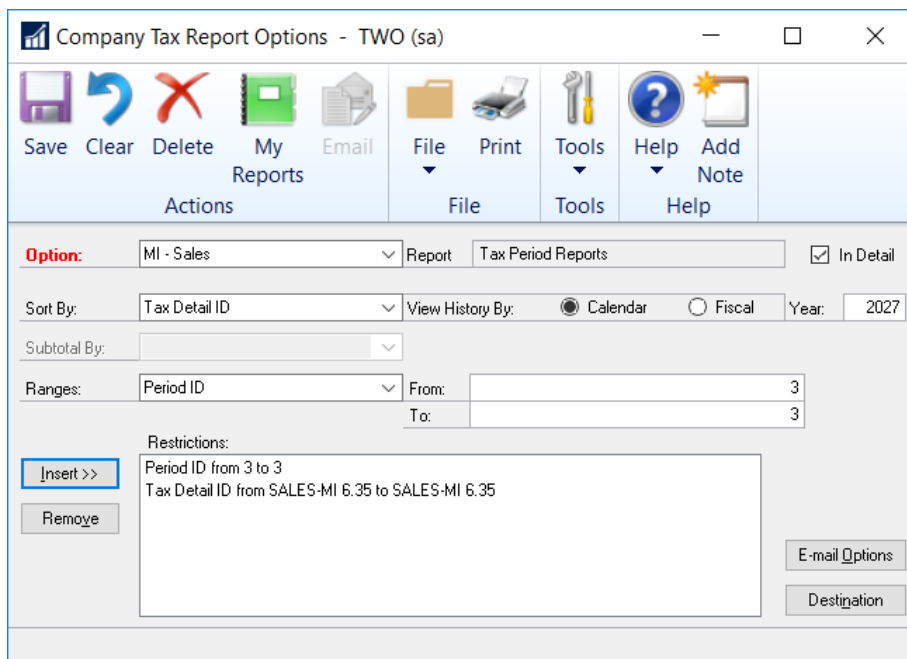 Company Tax Report Options - TWO (sa)
Save Clear Delete My Reports Email File Print Tools Help Add Note
Actions File Tools Help
Option: MI - Sales Report Tax Period Reports In Detail
Sort By: Tax Detail ID View History By: Calendar Fiscal Year: 2027
Subtotal By:
Ranges: Period ID From: 3
To: 3
Restrictions:
Insert >> Period ID from 3 to 3
Tax Detail ID from SALES-MI 6.35 to SALES-MI 6.35
Remove
E-mail Options
Destination